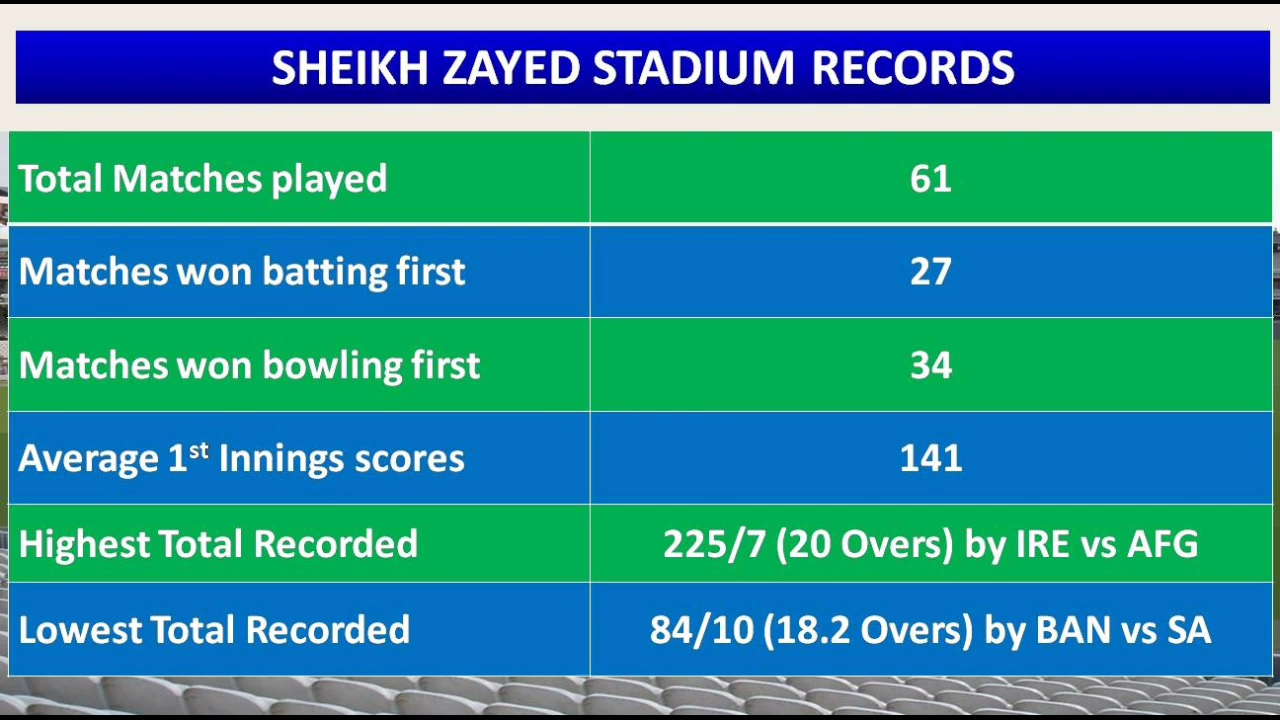 SHEIKH ZAYED STADIUM RECORDS
Total Matches played 61
Matches won batting first 27
Matches won bowling first 34
Average 1st Innings scores 141
Highest Total Recorded 225/7 (20 Overs) by IRE vs AFG
Lowest Total Recorded 84/10 (18.2 Overs) by BAN vs SA